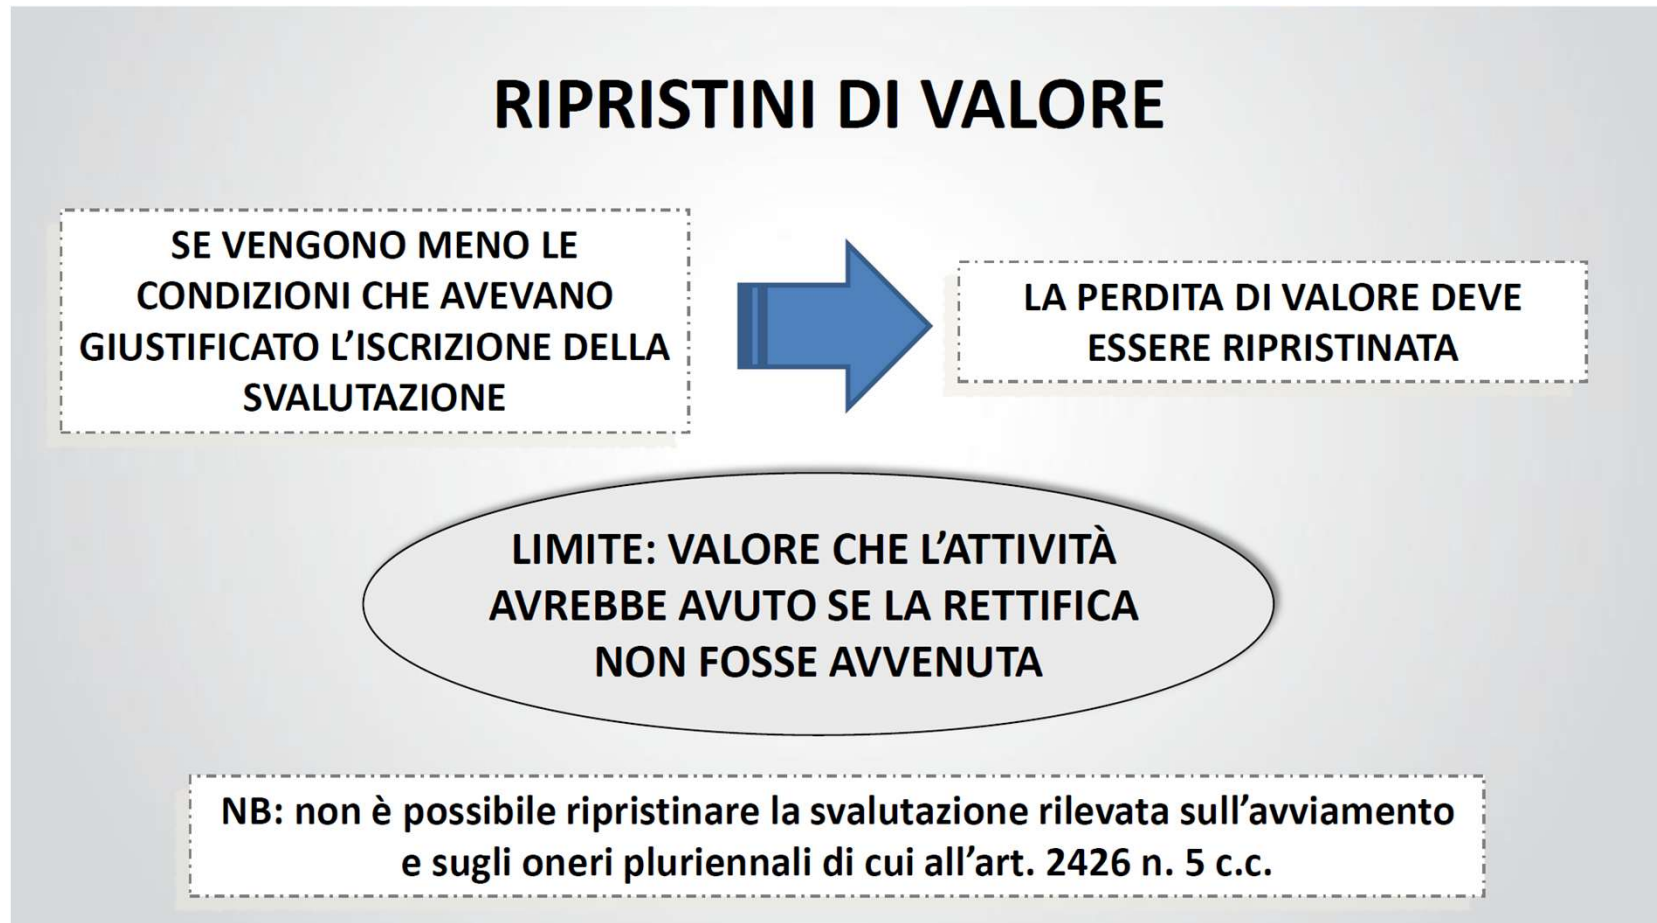 RIPRISTINI DI VALORE
SE VENGONO MENO LE
CONDIZIONI CHE AVEVANO
GIUSTIFICATO L’ISCRIZIONE DELLA
SVALUTAZIONE
LA PERDITA DI VALORE DEVE
ESSERE RIPRISTINATA
LIMITE: VALORE CHE L’ATTIVITÀ
AVREBBE AVUTO SE LA RETTIFICA
NON FOSSE AVVENUTA
NB: non è possibile ripristinare la svalutazione rilevata sull’avviamento
e sugli oneri pluriennali di cui all’art. 2426 n. 5 c.c.